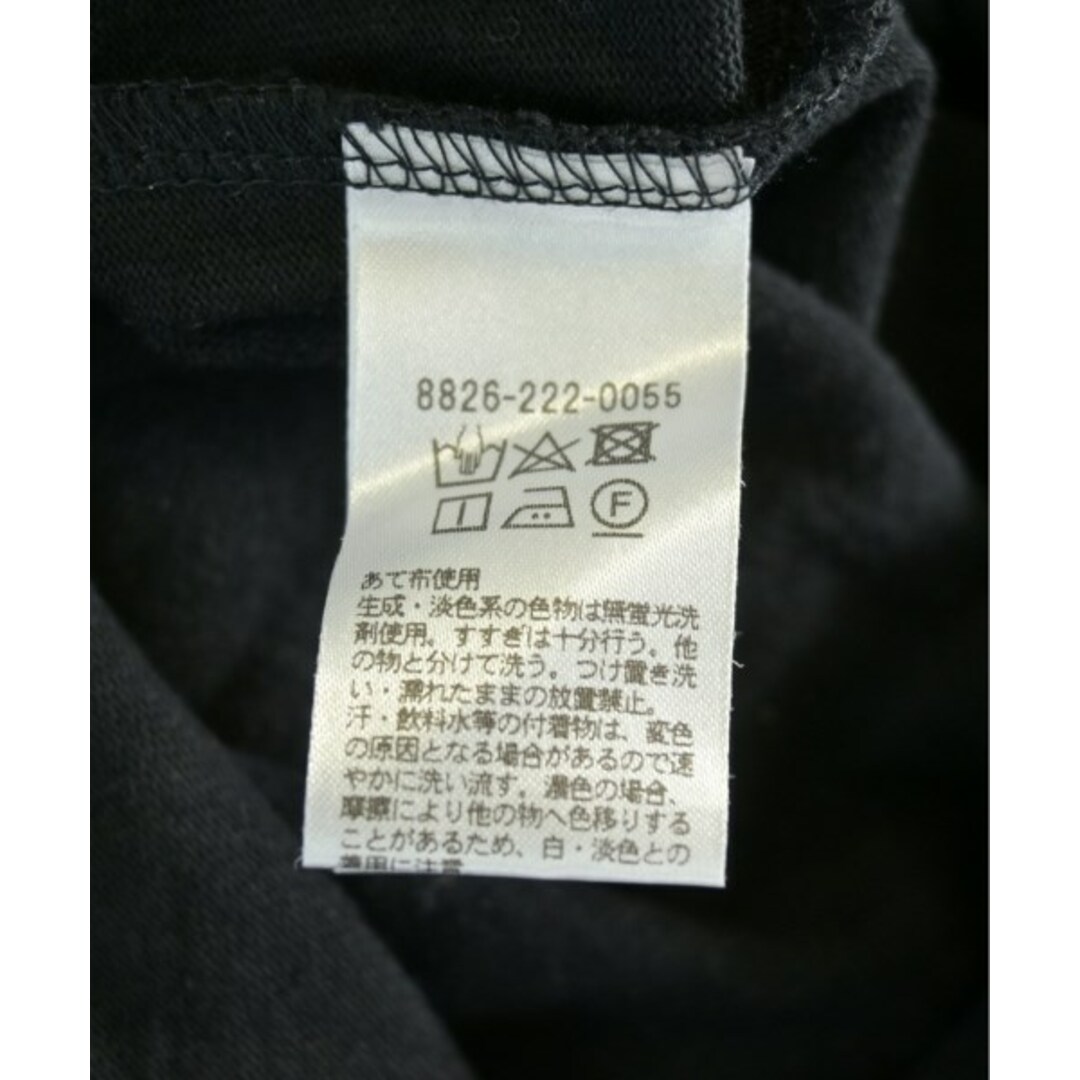 8826-222-0055
F
あて布使用
生成・淡色系の色物は無蛍光洗
剤使用。すすぎは十分行う。他
の物と分けて洗う。つけ置き洗
い・濡れたままの放置禁止。
汗・飲料水等の付着物は、変色
の原因となる場合があるので速
やかに洗い流す。濃色の場合、
摩擦により他の物へ色移りする
ことがあるため、白・淡色との
着用に注意